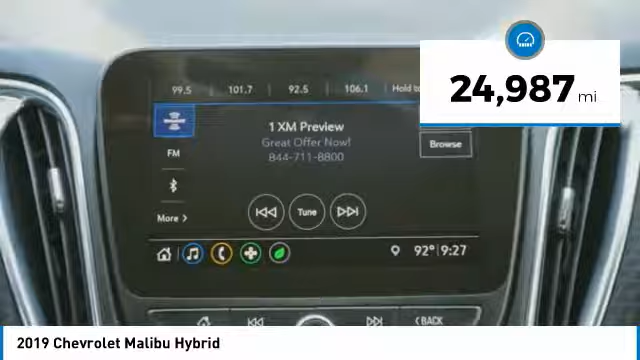 24,987 mi
99.5 101.7 92.5 106.1 Hold to
1 XM Preview
Great Offer Now!
844-711-8800
Browse
FM
Tune
More >
92° 9:27
<BACK
2019 Chevrolet Malibu Hybrid